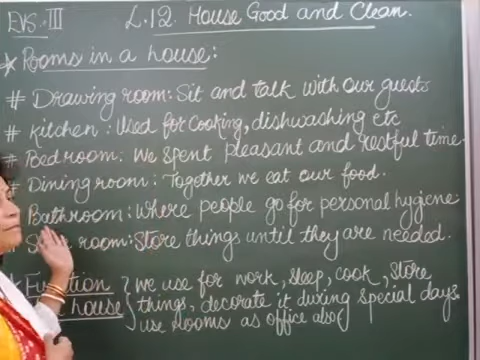 EVS. III
L.12. House Good and Clean.
* Rooms in a house:
# Drawing room: Sit and talk with our guests
# Kitchen: Used for cooking, dishwashing etc
# Bedroom: We spent pleasant and restful time.
# Dining room: Together we eat our food.
Bathroom: Where people go for personal hygiene
room: Store things until they are needed.
house } We use for work, sleep, cook, store
things, decorate it during special days.
use rooms as office also